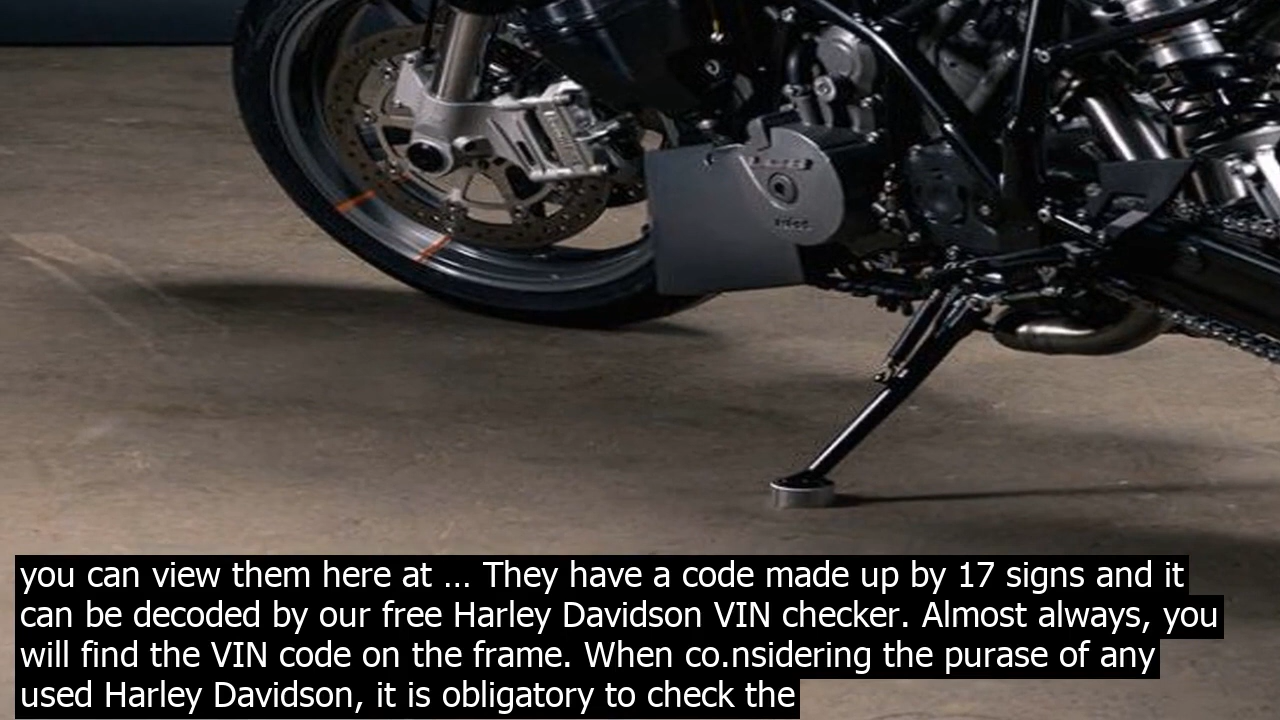 you can view them here at ... They have a code made up by 17 signs and it
can be decoded by our free Harley Davidson VIN checker. Almost always, you
will find the VIN code on the frame. When co.nsidering the purase of any
used Harley Davidson, it is obligatory to check the